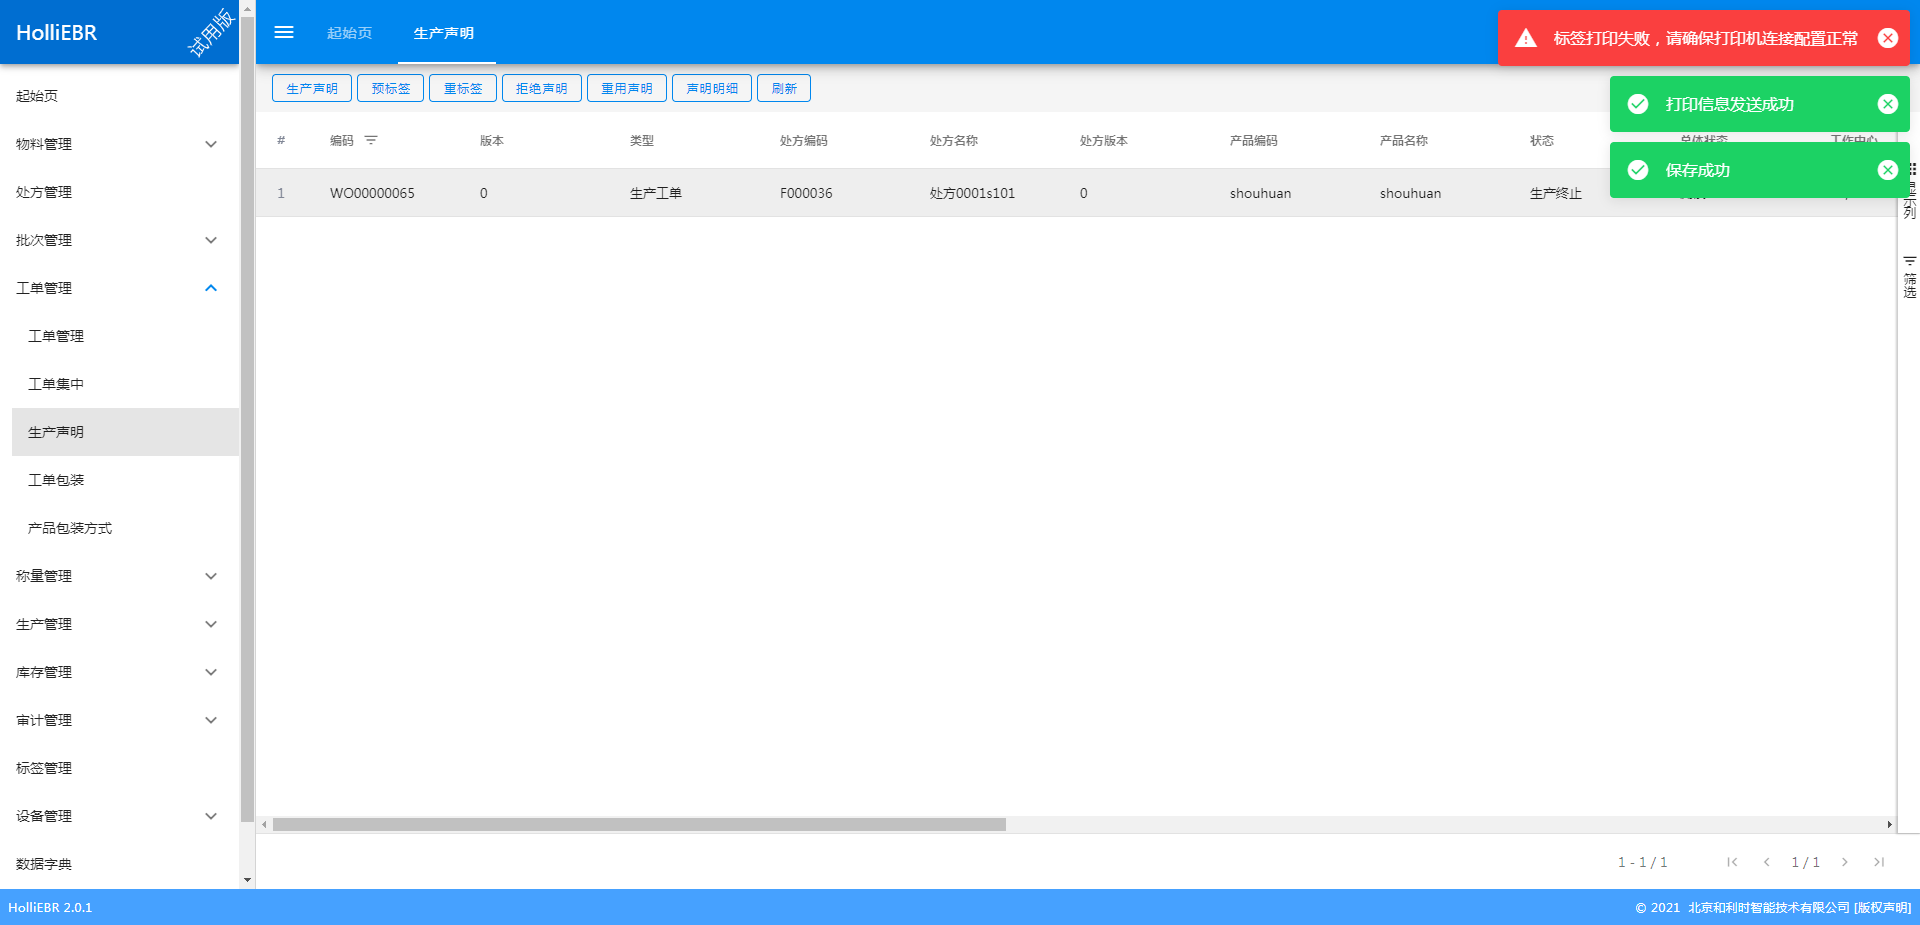 HolliEBR
试用版
起始页
生产声明
标签打印失败，请确保打印机连接配置正常
打印信息发送成功
保存成功
起始页
物料管理
处方管理
批次管理
工单管理
工单管理
工单集中
生产声明
工单包装
产品包装方式
称量管理
生产管理
库存管理
审计管理
标签管理
设备管理
数据字典
生产声明 预标签 重标签 拒绝声明 重用声明 声明明细 刷新
# 编码 版本 类型 处方编码 处方名称 处方版本 产品编码 产品名称 状态 总体状态 工作中心
1 WO00000065 0 生产工单 F000036 处方0001s101 0 shouhuan shouhuan 生产终止
显示列
筛选
1 - 1 / 1
1 / 1
HolliEBR 2.0.1
© 2021 北京和利时智能技术有限公司 [版权声明]